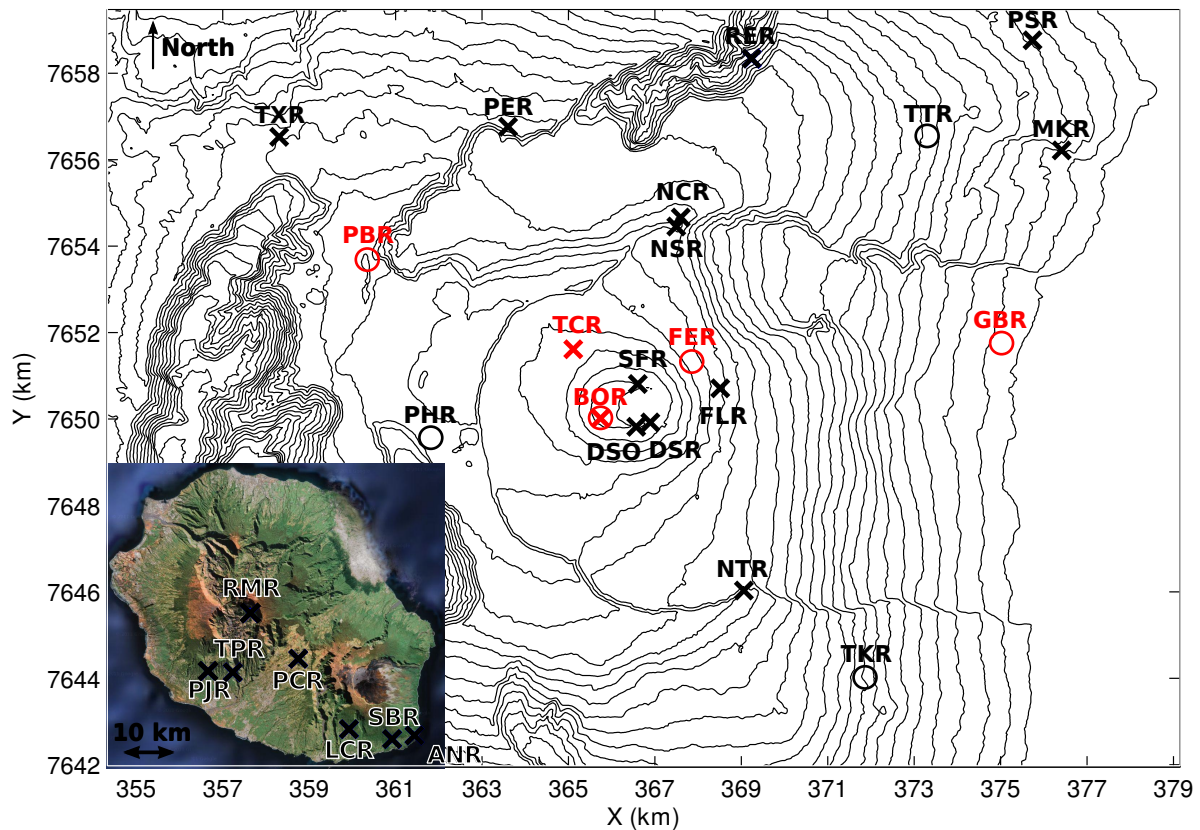 PSR
North
RER
7658
TXR
PER
TTR
MKR
7656
NCR
PBR
NSR
7654
TCR
FER
GBR
7652
SFR
BOR
PHR
FLR
7650
DSO
DSR
7648
NTR
7646
RMR
TPR
PJR
PCR
TKR
7644
SBR
10 km
LCR
ANR
7642
355
357
359
361
363
365
367
369
371
373
375
377
379
X (km)
Y (km)